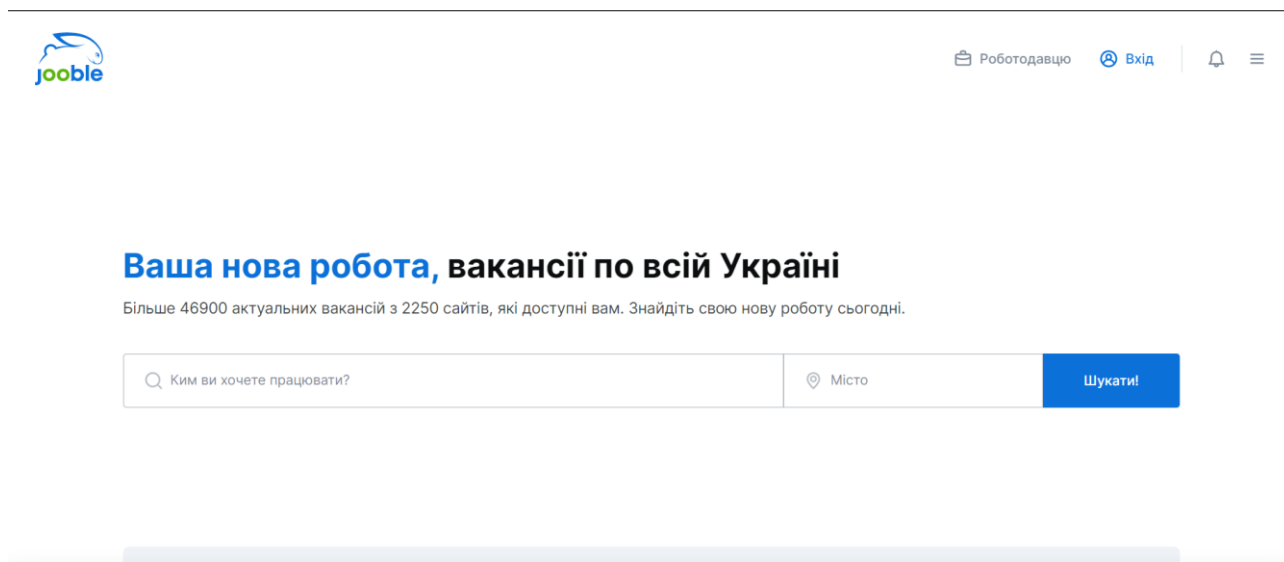 jooble
Роботодавцю
Вхід
Ваша нова робота, вакансії по всій Україні
Більше 46900 актуальних вакансій з 2250 сайтів, які доступні вам. Знайдіть свою нову роботу сьогодні.
Ким ви хочете працювати?
Місто
Шукати!